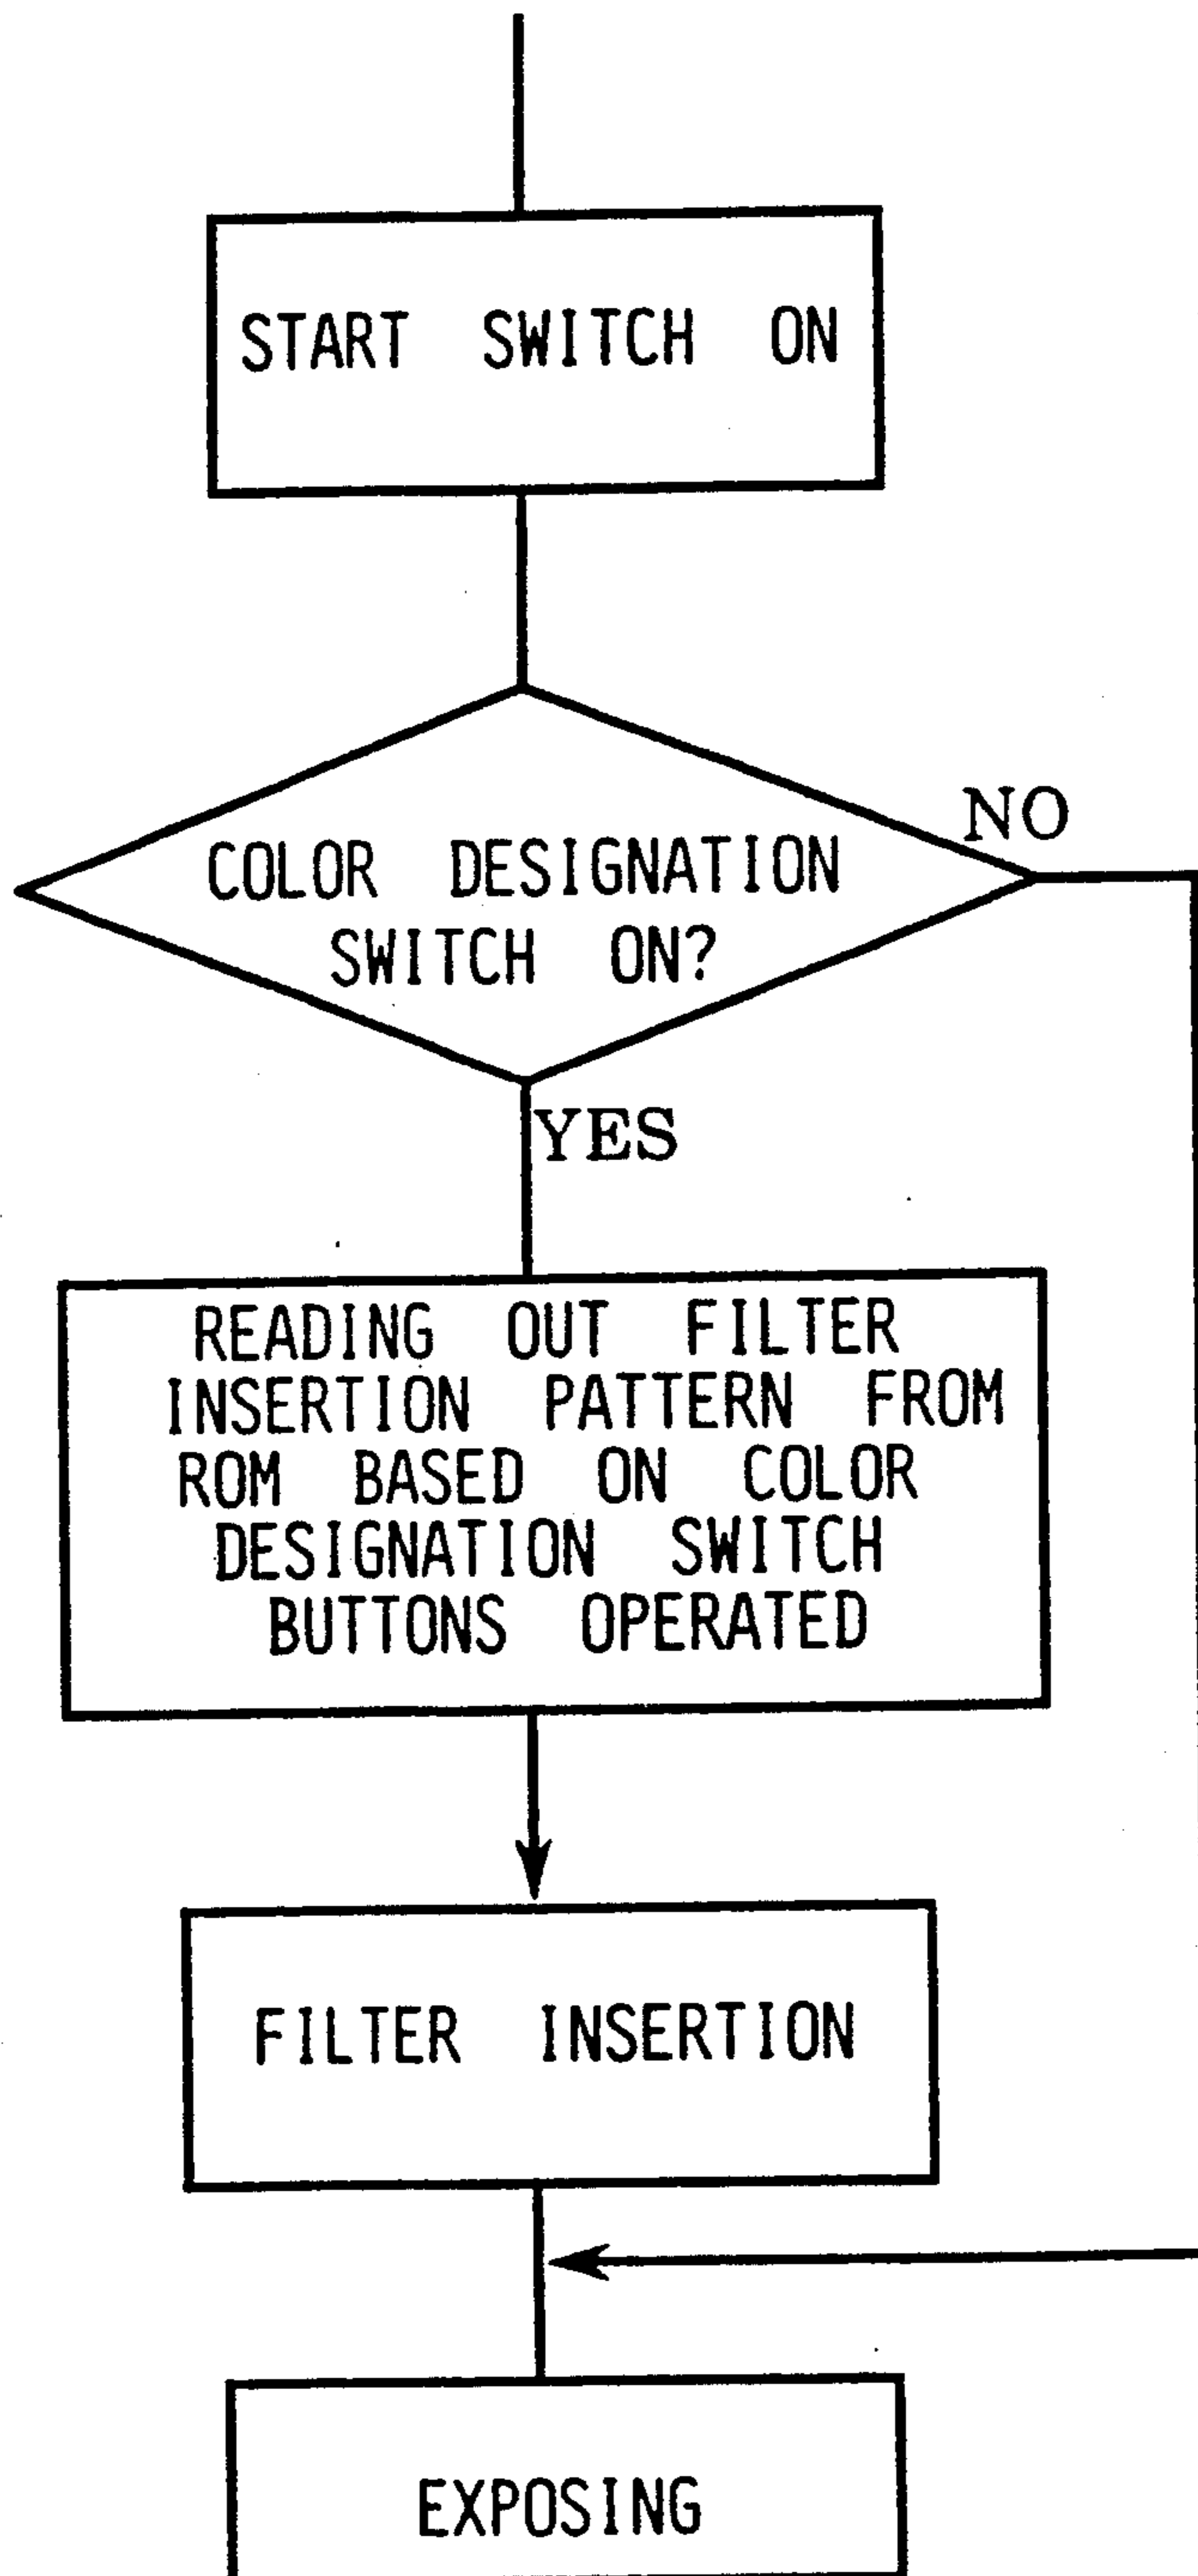 START SWITCH ON
COLOR DESIGNATION
SWITCH ON?
NO
YES
READING OUT FILTER
INSERTION PATTERN FROM
ROM BASED ON COLOR
DESIGNATION SWITCH
BUTTONS OPERATED
FILTER INSERTION
EXPOSING